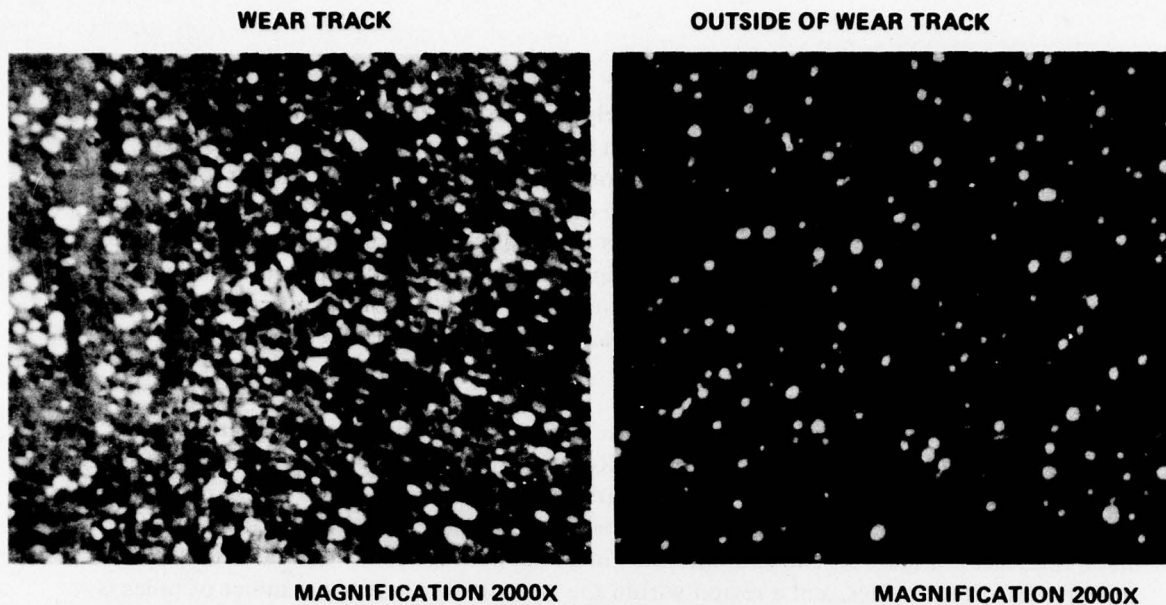 WEAR TRACK
OUTSIDE OF WEAR TRACK
MAGNIFICATION 2000X
MAGNIFICATION 2000X